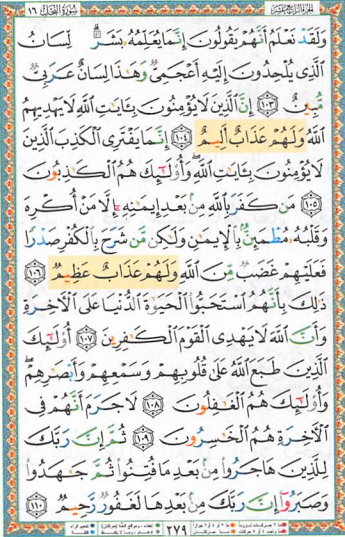 الجزء الرابع عشر
سورة النحل ١٦
وَلَقَدْ نَعْلَمُ أَنَّهُمْ يَقُولُونَ إِنَّمَا يُعَلِّمُهُۥ بَشَرٌ ۗ لِّسَانُ
ٱلَّذِى يُلْحِدُونَ إِلَيْهِ أَعْجَمِىٌّ وَهَٰذَا لِسَانٌ عَرَبِىٌّ
مُّبِينٌ ١٠٣ إِنَّ ٱلَّذِينَ لَا يُؤْمِنُونَ بِـَٔايَٰتِ ٱللَّهِ لَا يَهْدِيهِمُ
ٱللَّهُ وَلَهُمْ عَذَابٌ أَلِيمٌ ١٠٤ إِنَّمَا يَفْتَرِى ٱلْكَذِبَ ٱلَّذِينَ
لَا يُؤْمِنُونَ بِـَٔايَٰتِ ٱللَّهِ ۖ وَأُو۟لَٰٓئِكَ هُمُ ٱلْكَٰذِبُونَ
١٠٥ مَن كَفَرَ بِٱللَّهِ مِنۢ بَعْدِ إِيمَٰنِهِۦٓ إِلَّا مَنْ أُكْرِهَ
وَقَلْبُهُۥ مُطْمَئِنٌّۢ بِٱلْإِيمَٰنِ وَلَٰكِن مَّن شَرَحَ بِٱلْكُفْرِ صَدْرًا
فَعَلَيْهِمْ غَضَبٌ مِّنَ ٱللَّهِ وَلَهُمْ عَذَابٌ عَظِيمٌ ١٠٦
ذَٰلِكَ بِأَنَّهُمُ ٱسْتَحَبُّوا۟ ٱلْحَيَوٰةَ ٱلدُّنْيَا عَلَى ٱلْءَاخِرَةِ
وَأَنَّ ٱللَّهَ لَا يَهْدِى ٱلْقَوْمَ ٱلْكَٰفِرِينَ ١٠٧ أُو۟لَٰٓئِكَ
ٱلَّذِينَ طَبَعَ ٱللَّهُ عَلَىٰ قُلُوبِهِمْ وَسَمْعِهِمْ وَأَبْصَٰرِهِمْ ۖ
وَأُو۟لَٰٓئِكَ هُمُ ٱلْغَٰفِلُونَ ١٠٨ لَا جَرَمَ أَنَّهُمْ فِى
ٱلْءَاخِرَةِ هُمُ ٱلْخَٰسِرُونَ ١٠٩ ثُمَّ إِنَّ رَبَّكَ
لِلَّذِينَ هَاجَرُوا۟ مِنۢ بَعْدِ مَا فُتِنُوا۟ ثُمَّ جَٰهَدُوا۟
وَصَبَرُوٓا۟ إِنَّ رَبَّكَ مِنۢ بَعْدِهَا لَغَفُورٌ رَّحِيمٌ ١١٠
٢٧٩